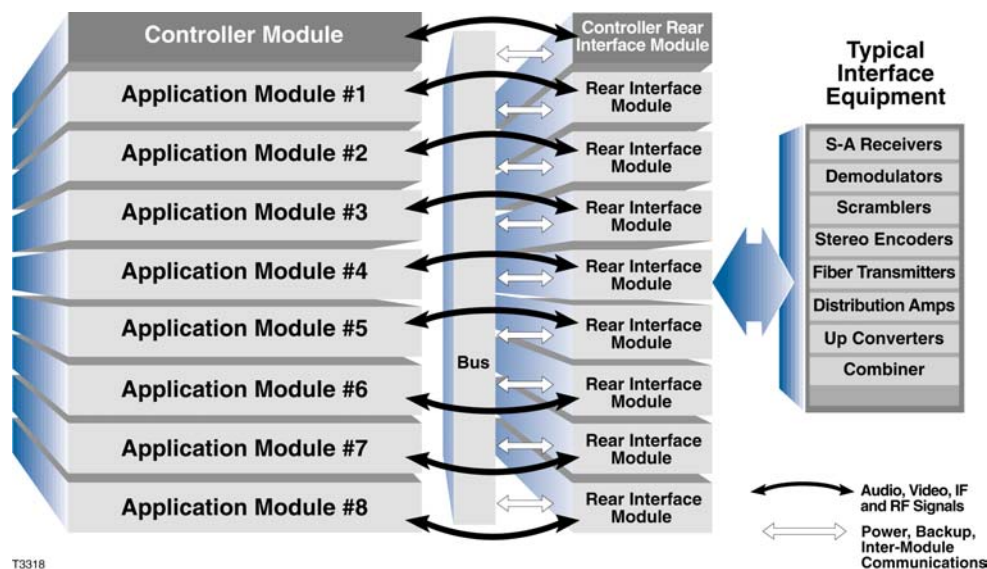 Controller Module
Controller Rear
Interface Module
Application Module #1
Rear Interface
Module
Application Module #2
Rear Interface
Module
Application Module #3
Rear Interface
Module
Application Module #4
Rear Interface
Module
Application Module #5
Rear Interface
Module
Application Module #6
Rear Interface
Module
Application Module #7
Rear Interface
Module
Application Module #8
Rear Interface
Module
Bus
Typical
Interface
Equipment
S-A Receivers
Demodulators
Scramblers
Stereo Encoders
Fiber Transmitters
Distribution Amps
Up Converters
Combiner
Audio, Video, IF
and RF Signals
Power, Backup,
Inter-Module
Communications
T3318